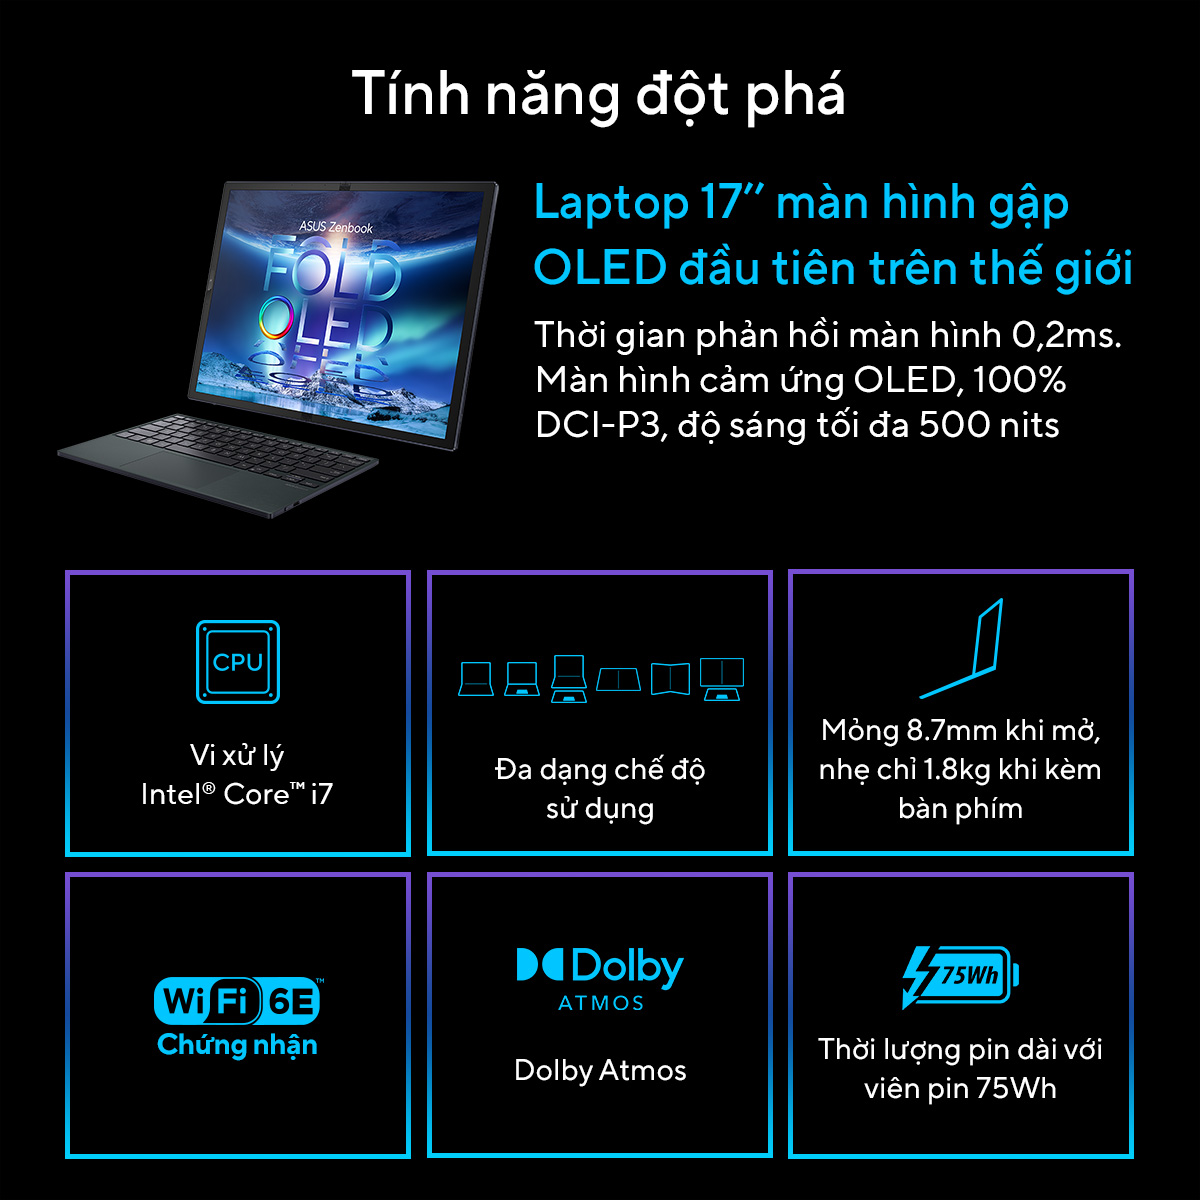 Tính năng đột phá
ASUS Zenbook
FOLD
OLED
Laptop 17’’ màn hình gập
OLED đầu tiên trên thế giới
Thời gian phản hồi màn hình 0,2ms.
Màn hình cảm ứng OLED, 100%
DCI-P3, độ sáng tối đa 500 nits
CPU
Vi xử lý
Intel® Core™ i7
Đa dạng chế độ
sử dụng
Mỏng 8.7mm khi mở,
nhẹ chỉ 1.8kg khi kèm
bàn phím
Wi Fi 6E™
Chứng nhận
Dolby
ATMOS
Dolby Atmos
75Wh
Thời lượng pin dài với
viên pin 75Wh